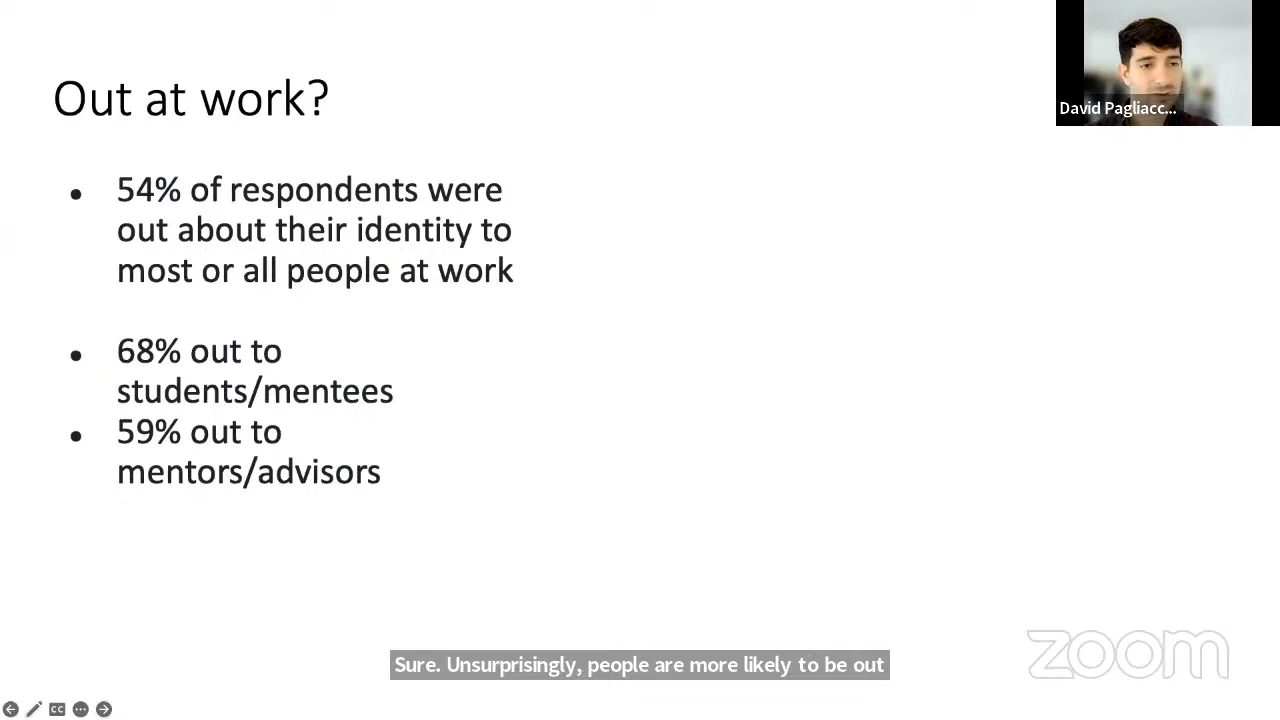 Out at work?
David Pagliacc...
• 54% of respondents were
out about their identity to
most or all people at work
• 68% out to
students/mentees
• 59% out to
mentors/advisors
zoom
Sure. Unsurprisingly, people are more likely to be out
CC